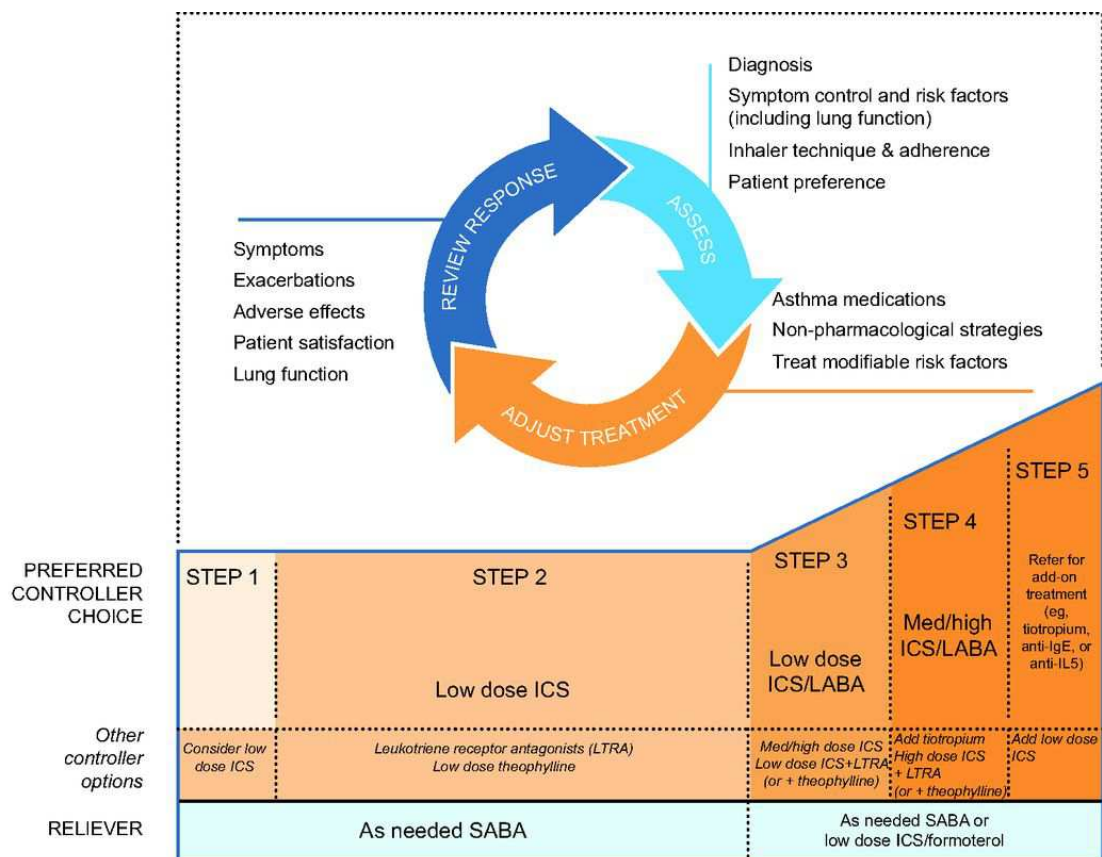 Diagnosis
Symptom control and risk factors
(including lung function)
Inhaler technique & adherence
Patient preference
REVIEW RESPONSE
ASSESS
ADJUST TREATMENT
Symptoms
Exacerbations
Adverse effects
Patient satisfaction
Lung function
Asthma medications
Non-pharmacological strategies
Treat modifiable risk factors
PREFERRED
CONTROLLER
CHOICE
STEP 1
STEP 2
Low dose ICS
STEP 3
Low dose
ICS/LABA
STEP 4
Med/high
ICS/LABA
STEP 5
Refer for
add-on
treatment
(eg,
tiotropium,
anti-IgE, or
anti-IL5)
Other
controller
options
Consider low
dose ICS
Leukotriene receptor antagonists (LTRA)
Low dose theophylline
Med/high dose ICS
Low dose ICS+LTRA
(or + theophylline)
Add tiotropium
High dose ICS
+ LTRA
(or + theophylline)
Add low dose
ICS
RELIEVER
As needed SABA
As needed SABA or
low dose ICS/formoterol